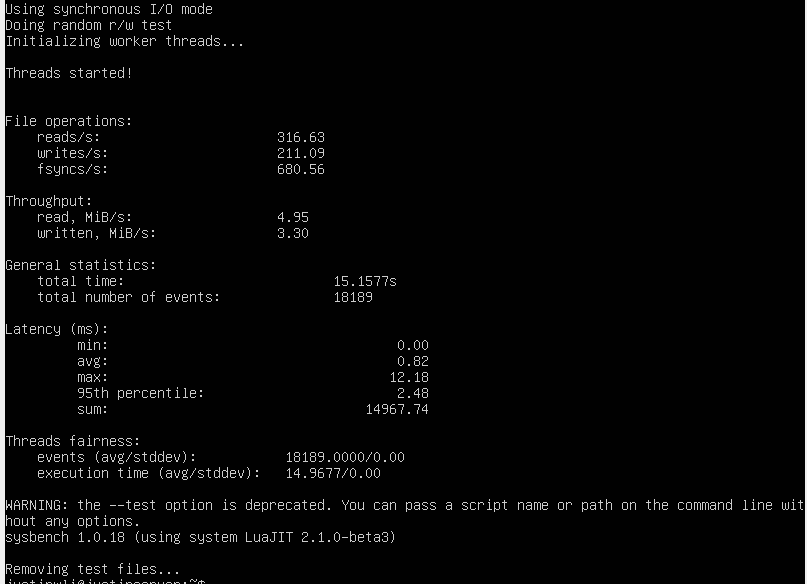 Using synchronous I/O mode
Doing random r/w test
Initializing worker threads...
Threads started!
File operations:
reads/s: 316.63
writes/s: 211.09
fsyncs/s: 680.56
Throughput:
read, MiB/s: 4.95
written, MiB/s: 3.30
General statistics:
total time: 15.1577s
total number of events: 18189
Latency (ms):
min: 0.00
avg: 0.82
max: 12.18
95th percentile: 2.48
sum: 14967.74
Threads fairness:
events (avg/stddev): 18189.0000/0.00
execution time (avg/stddev): 14.9677/0.00
WARNING: the --test option is deprecated. You can pass a script name or path on the command line wit
hout any options.
sysbench 1.0.18 (using system LuaJIT 2.1.0-beta3)
Removing test files...